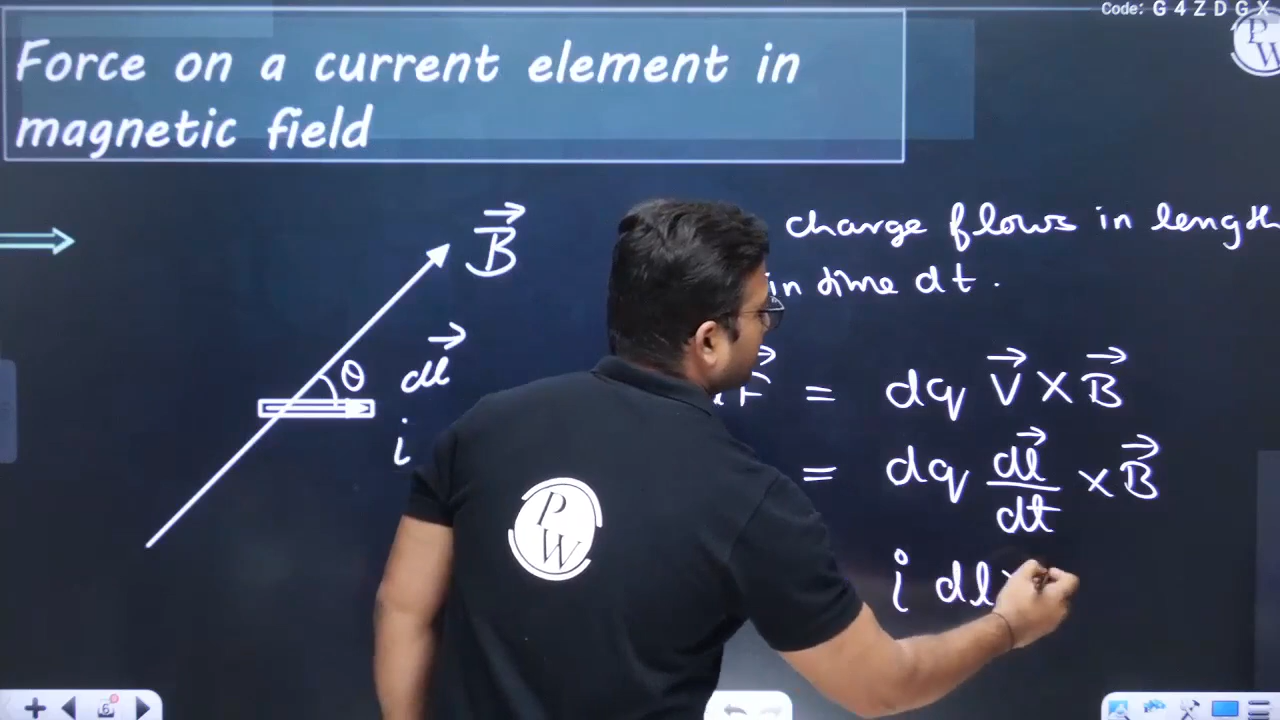 Code: G 4 Z D G X
PW
Force on a current element in
magnetic field
B⃗
θ
dl⃗
i
charge flows in length
in time dt.
F⃗ = dq V⃗ × B⃗
= dq dl⃗/dt × B⃗
i dl
PW